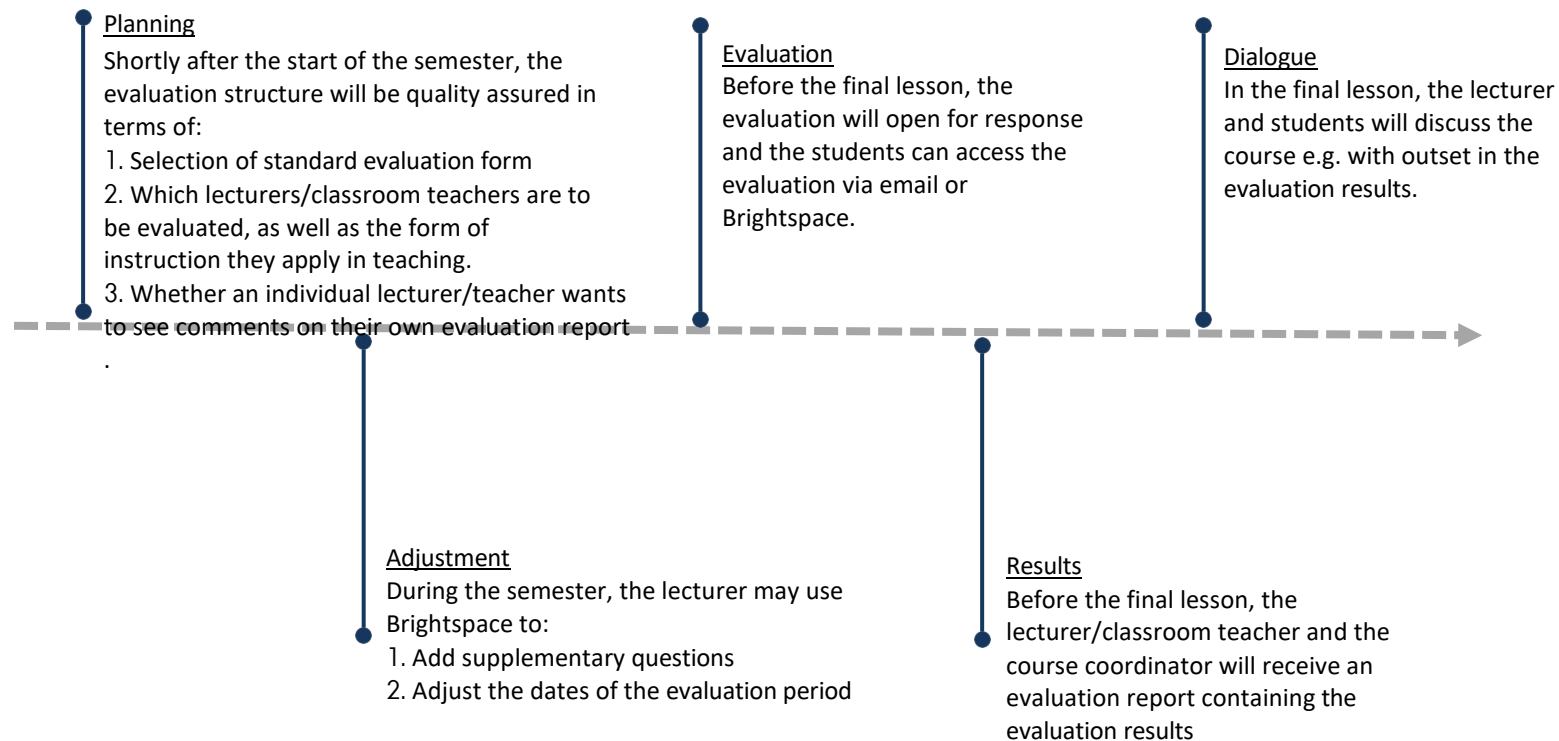 Planning
Shortly after the start of the semester, the
evaluation structure will be quality assured in
terms of:
1. Selection of standard evaluation form
2. Which lecturers/classroom teachers are to
be evaluated, as well as the form of
instruction they apply in teaching.
3. Whether an individual lecturer/teacher wants
to see comments on their own evaluation report
.
Adjustment
During the semester, the lecturer may use
Brightspace to:
1. Add supplementary questions
2. Adjust the dates of the evaluation period
Evaluation
Before the final lesson, the
evaluation will open for response
and the students can access the
evaluation via email or
Brightspace.
Results
Before the final lesson, the
lecturer/classroom teacher and the
course coordinator will receive an
evaluation report containing the
evaluation results
Dialogue
In the final lesson, the lecturer
and students will discuss the
course e.g. with outset in the
evaluation results.